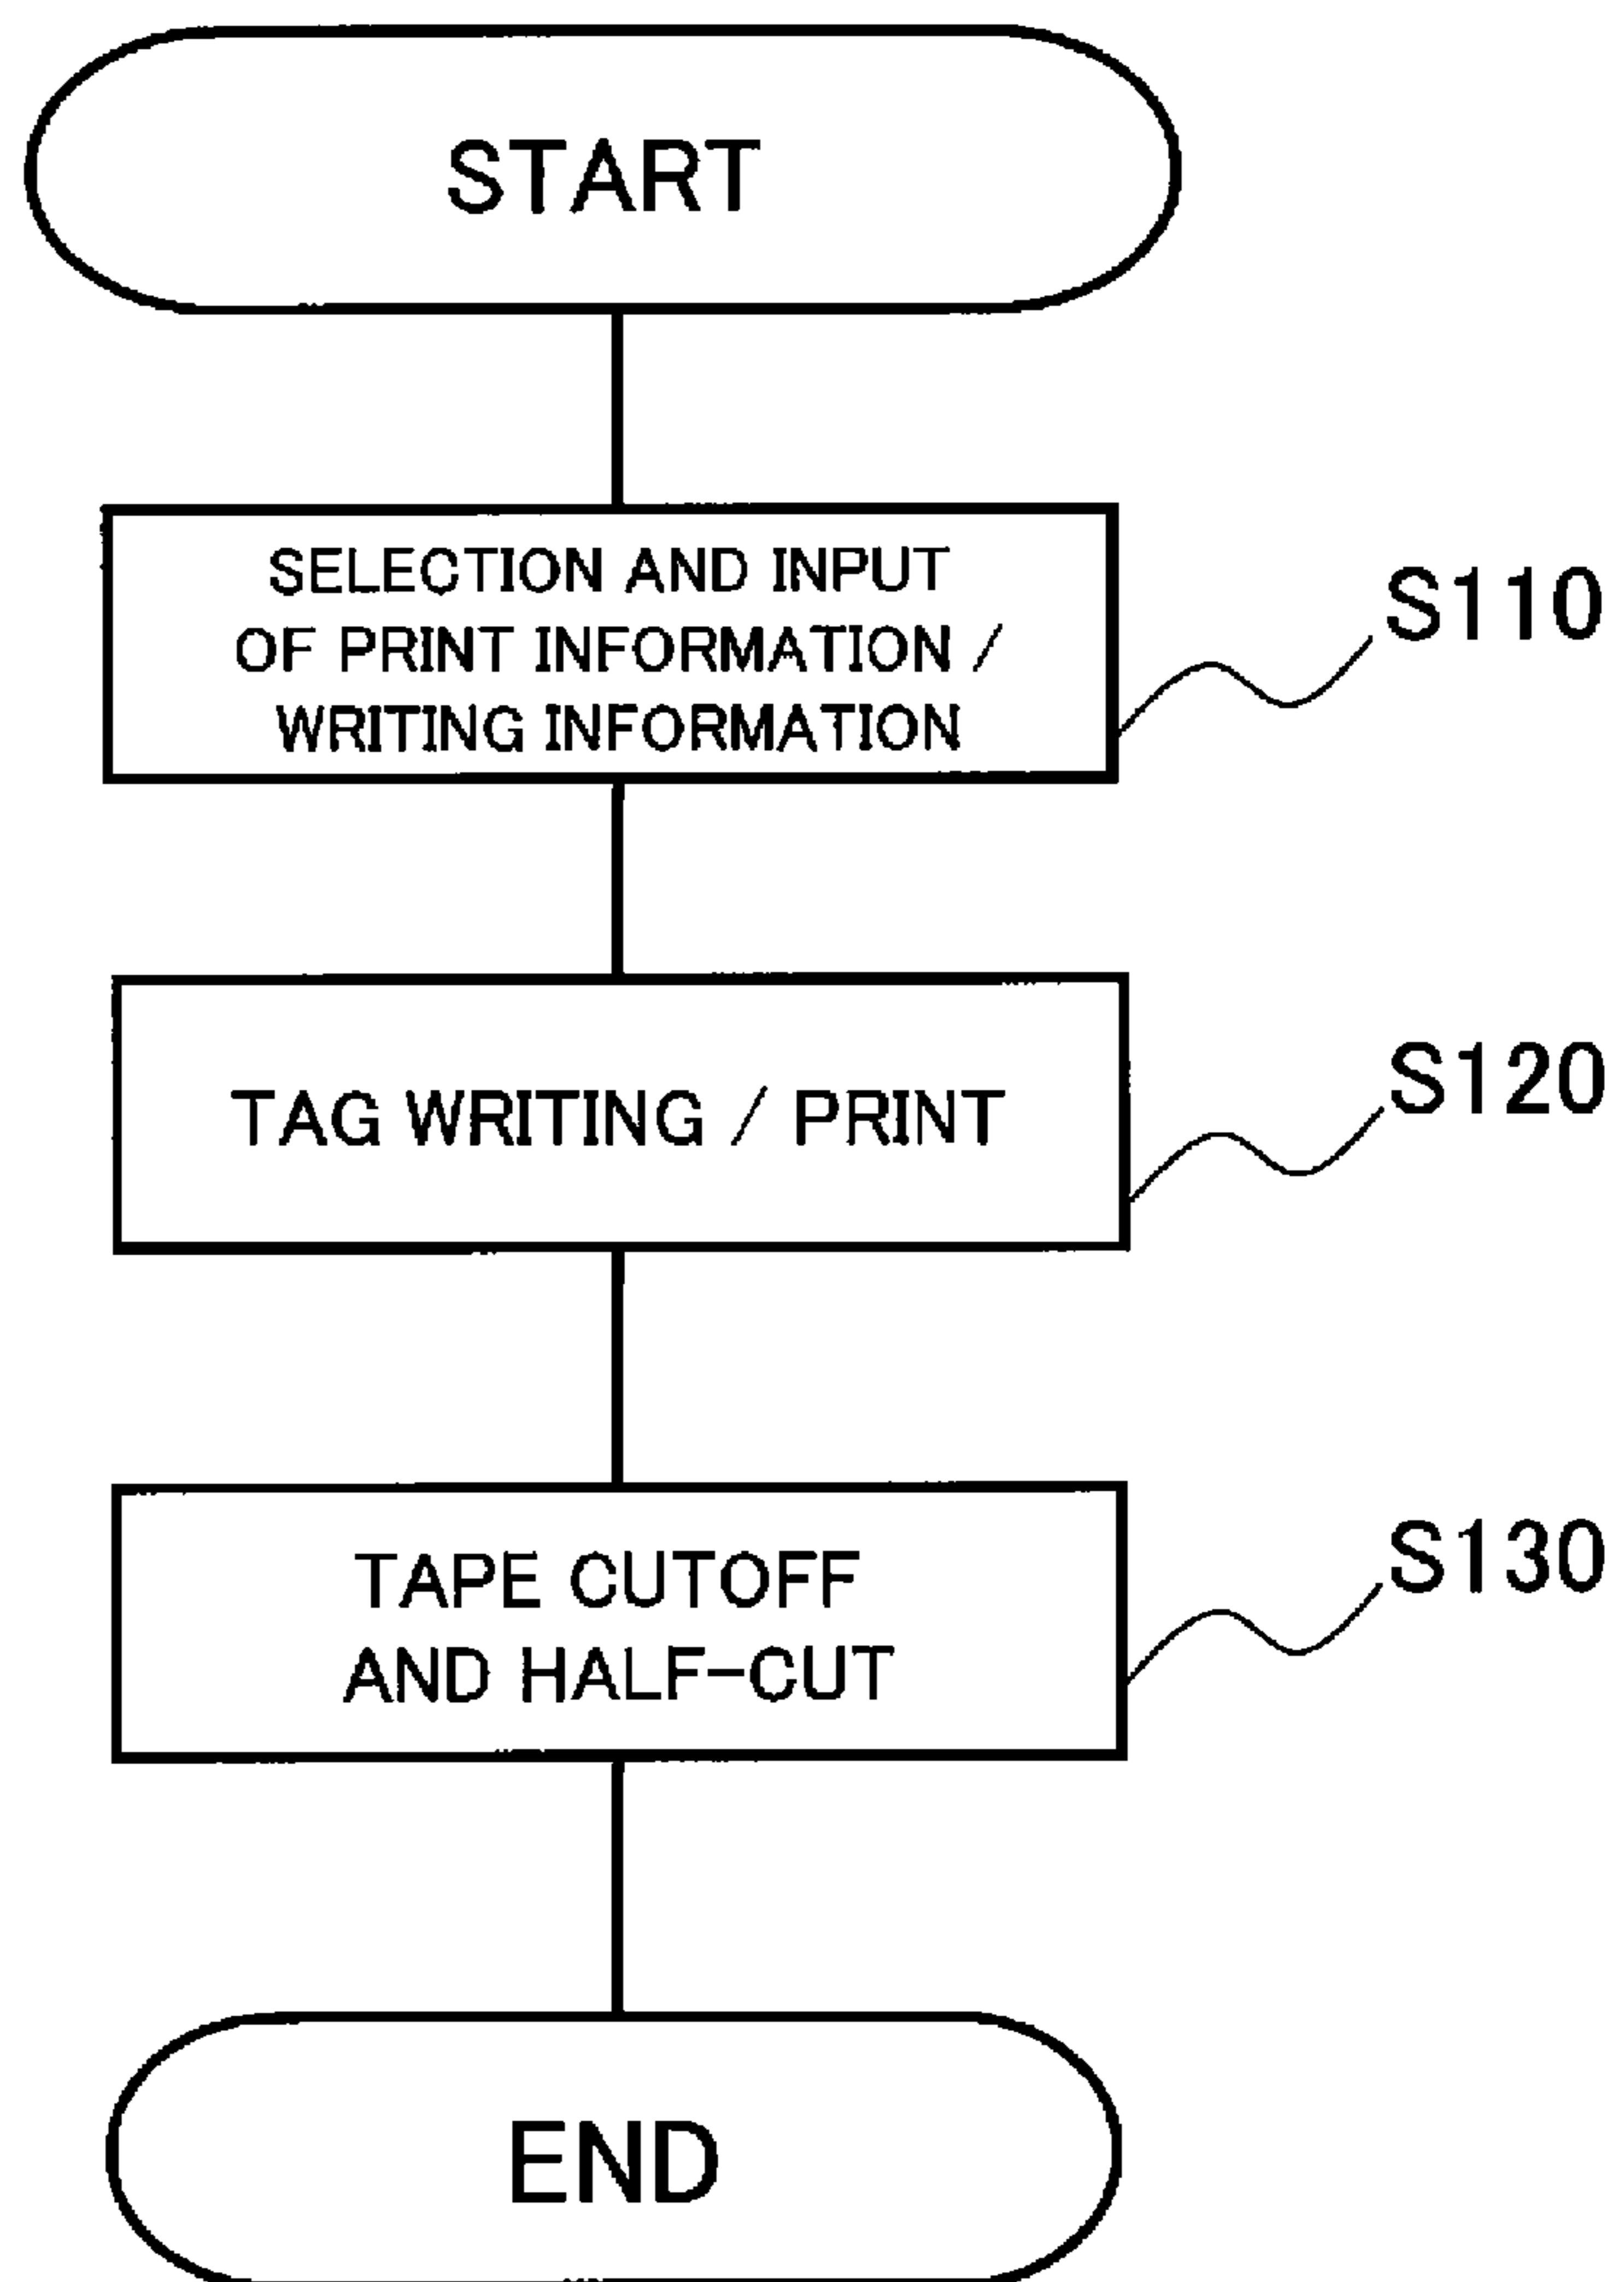 START
SELECTION AND INPUT
OF PRINT INFORMATION/
WRITING INFORMATION
S110
TAG WRITING/ PRINT
S120
TAPE CUTOFF
AND HALF-CUT
S130
END